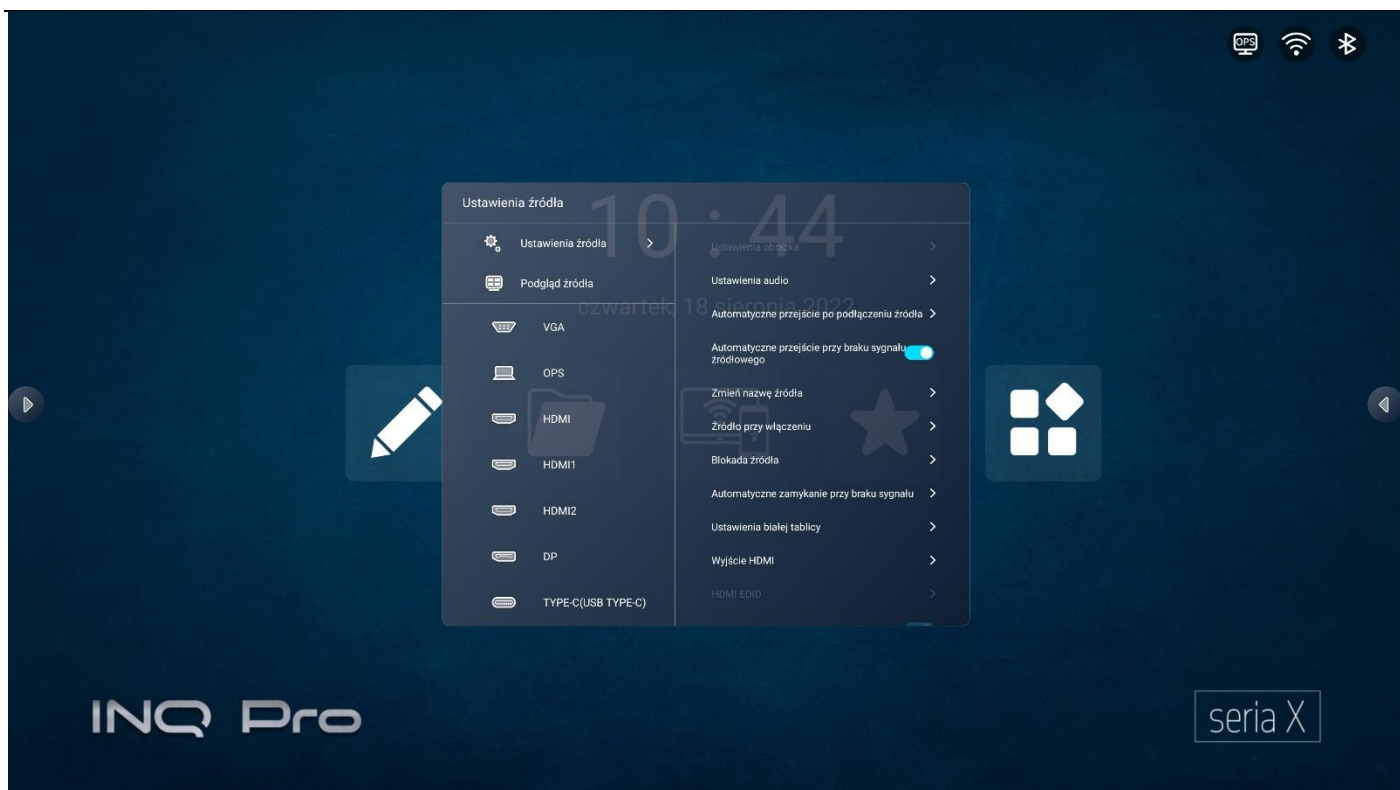 OPS
Ustawienia źródła
10 : 44
Ustawienia źródła
Podgląd źródła
czwartek, 18 sierpnia 2022
VGA
OPS
HDMI
HDMI1
HDMI2
DP
TYPE-C(USB TYPE-C)
Ustawienia obrazka
Ustawienia audio
Automatyczne przejście po podłączeniu źródła
Automatyczne przejście przy braku sygnału
źródłowego
Zmień nazwę źródła
Źródło przy włączeniu
Blokada źródła
Automatyczne zamykanie przy braku sygnału
Ustawienia białej tablicy
Wyjście HDMI
HDMI EDID
INQ Pro
seria X